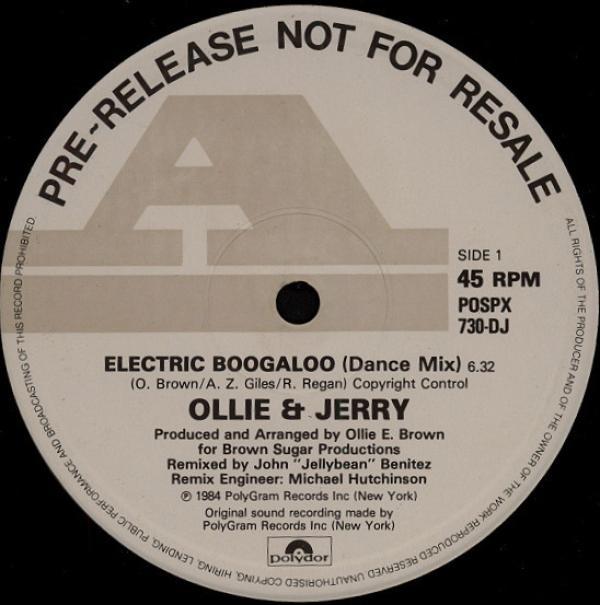 PRE-RELEASE NOT FOR RESALE
A
SIDE 1
45 RPM
POSPX
730-DJ
ELECTRIC BOOGALOO (Dance Mix) 6.32
(O. Brown/A. Z. Giles/R. Regan) Copyright Control
OLLIE & JERRY
Produced and Arranged by Ollie E. Brown
for Brown Sugar Productions
Remixed by John "Jellybean" Benitez
Remix Engineer: Michael Hutchinson
℗ 1984 PolyGram Records Inc (New York)
Original sound recording made by
PolyGram Records Inc (New York)
polydor
ALL RIGHTS OF THE PRODUCER AND OF THE OWNER OF THE WORK REPRODUCED RESERVED. UNAUTHORISED COPYING, HIRING, LENDING, PUBLIC PERFORMANCE AND BROADCASTING OF THIS RECORD PROHIBITED.